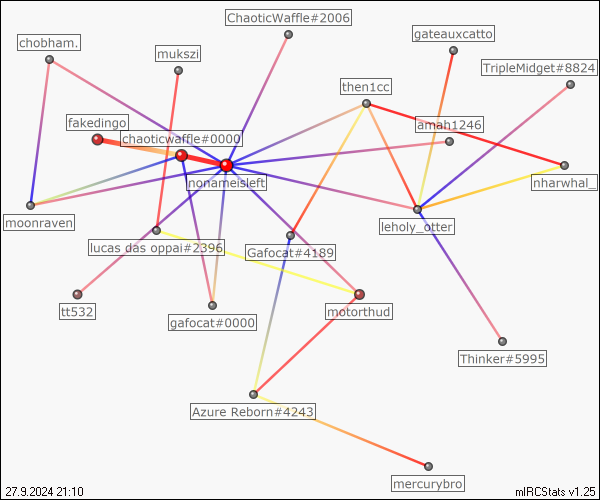 ChaoticWaffle#2006
gateauxcatto
chobham.
mukszi
TripleMidget#8824
then1cc
fakedingo
amah1246
chaoticwaffle#0000
nonameisleft
nharwhal_
moonraven
leholy_otter
lucas das oppai#2396
Gafocat#4189
tt532
gafocat#0000
motorthud
Thinker#5995
Azure Reborn#4243
mercurybro
27.9.2024 21:10
mIRCStats v1.25